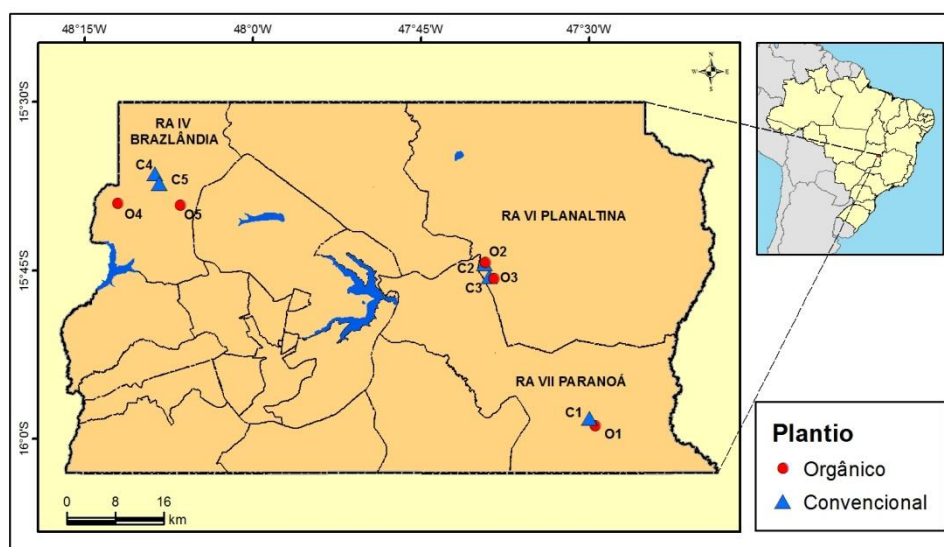 48°15'W
48°0'W
47°45'W
47°30'W
15°30'S
15°45'S
16°0'S
N
W
E
S
RA IV
BRAZLÂNDIA
C4
C5
O4
O5
RA VI PLANALTINA
O2
C2
C3
O3
RA VII PARANOÁ
C1
O1
0 8 16
km
Plantio
Orgânico
Convencional